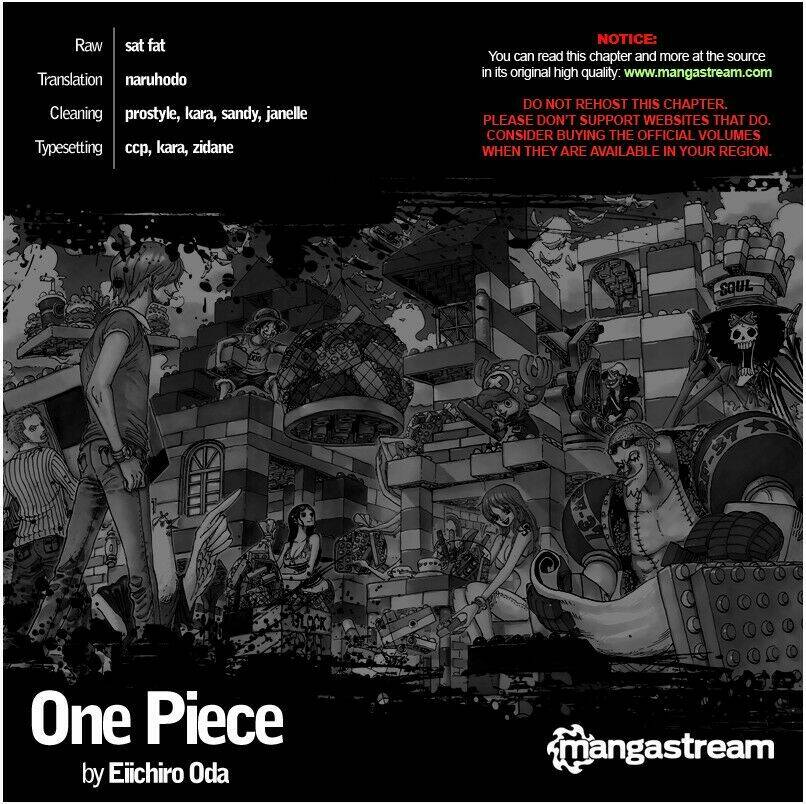 Raw sat fat
Translation naruhodo
Cleaning prostyle, kara, sandy, janelle
Typesetting ccp, kara, zidane
NOTICE:
You can read this chapter and more at the source
in its original high quality: www.mangastream.com
DO NOT REHOST THIS CHAPTER.
PLEASE DON'T SUPPORT WEBSITES THAT DO.
CONSIDER BUYING THE OFFICIAL VOLUMES
WHEN THEY ARE AVAILABLE IN YOUR REGION.
SOUL
BLOCK
One Piece
by Eiichiro Oda
mangastream